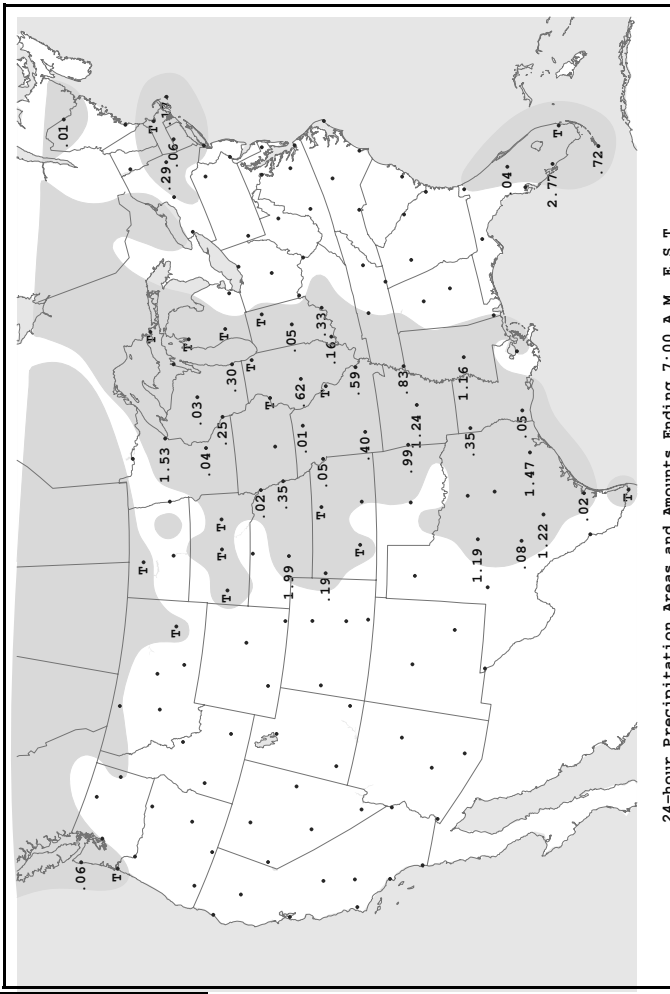 .01
.06
T
T
T
T
.17
.29
1.53
.06
T
T
.03
.04
T
T
.25
T
T
.30
T
.02
T
T
.35
1.99
.05
.01
.62
T
.33
.05
T
.19
.16
.59
T
.40
.83
.99
1.24
1.16
.35
1.19
.04
.08
.05
1.47
1.22
2.77
T
.02
.72
T
24-hour Precipitation Areas and Amounts Ending 7:00 A.M. E.S.T.